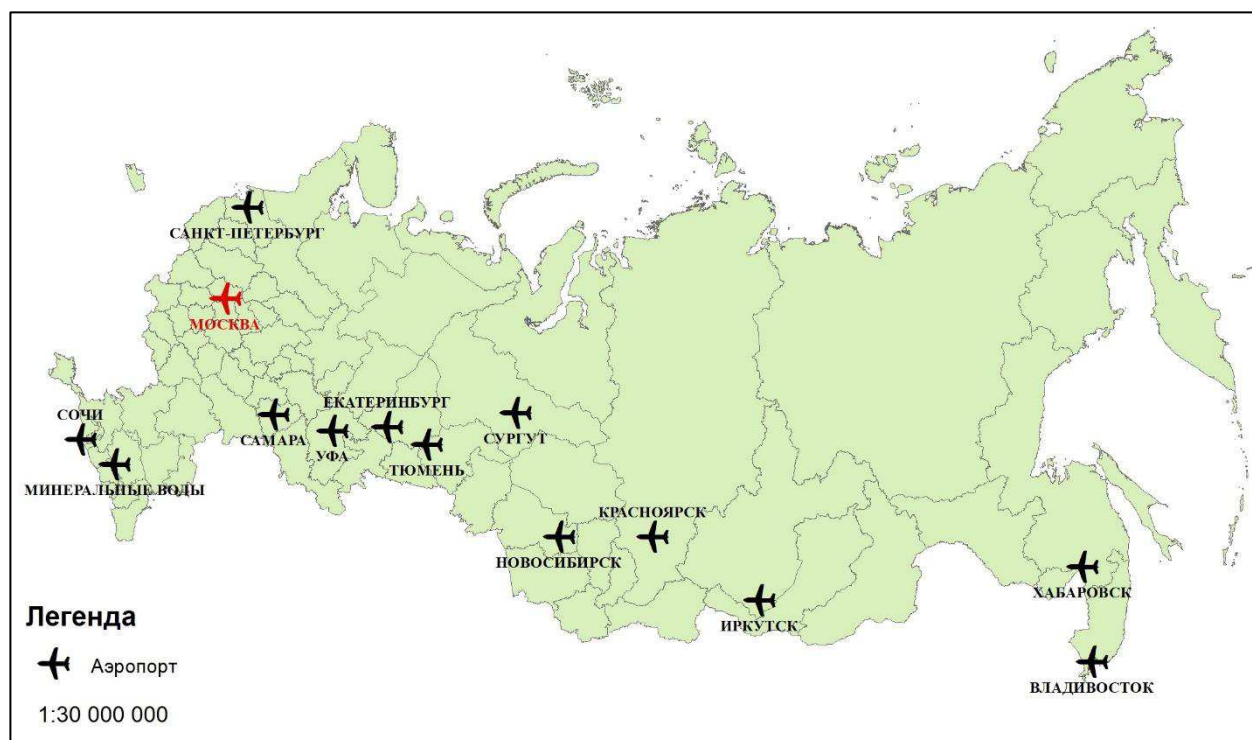 САНКТ-ПЕТЕРБУРГ
МОСКВА
СОЧИ
МИНЕРАЛЬНЫЕ ВОДЫ
САМАРА
УФА
ЕКАТЕРИНБУРГ
ТЮМЕНЬ
СУРГУТ
НОВОСИБИРСК
КРАСНОЯРСК
ИРКУТСК
ХАБАРОВСК
ВЛАДИВОСТОК
Легенда
Аэропорт
1:30 000 000